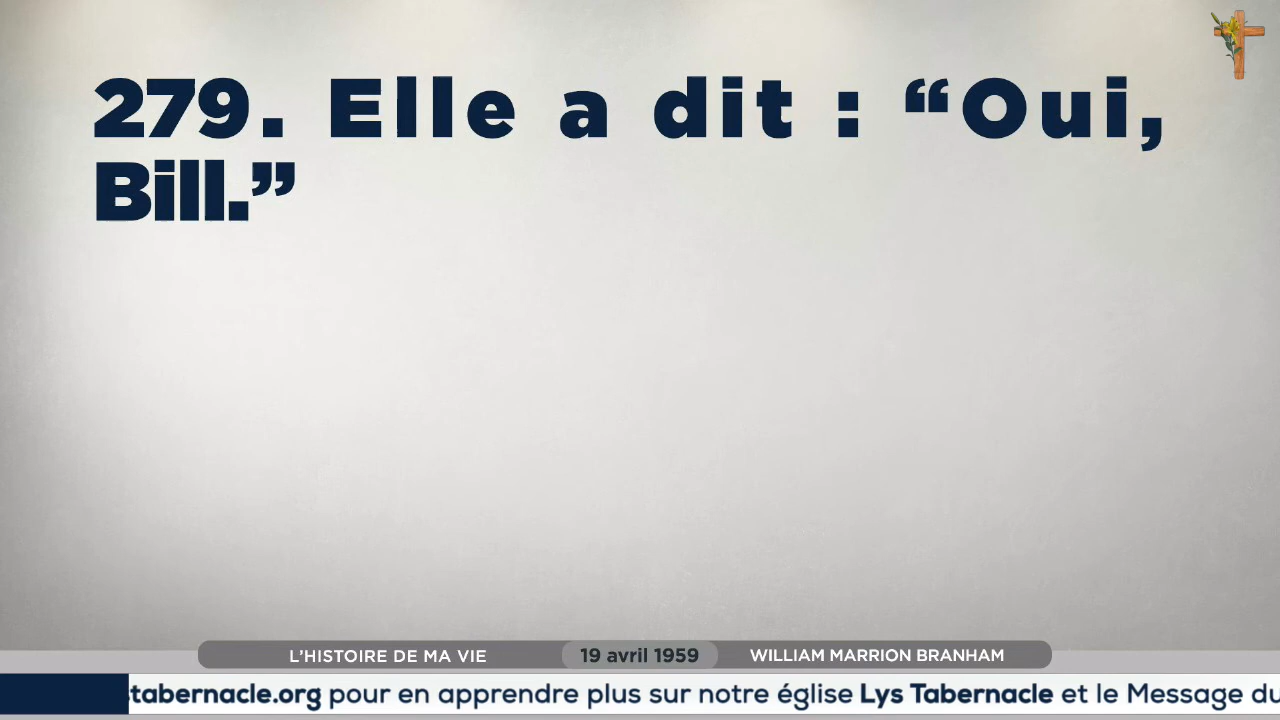 279. Elle a dit : “Oui,
Bill.”
L’HISTOIRE DE MA VIE
19 avril 1959
WILLIAM MARRION BRANHAM
tabernacle.org pour en apprendre plus sur notre église Lys Tabernacle et le Message du